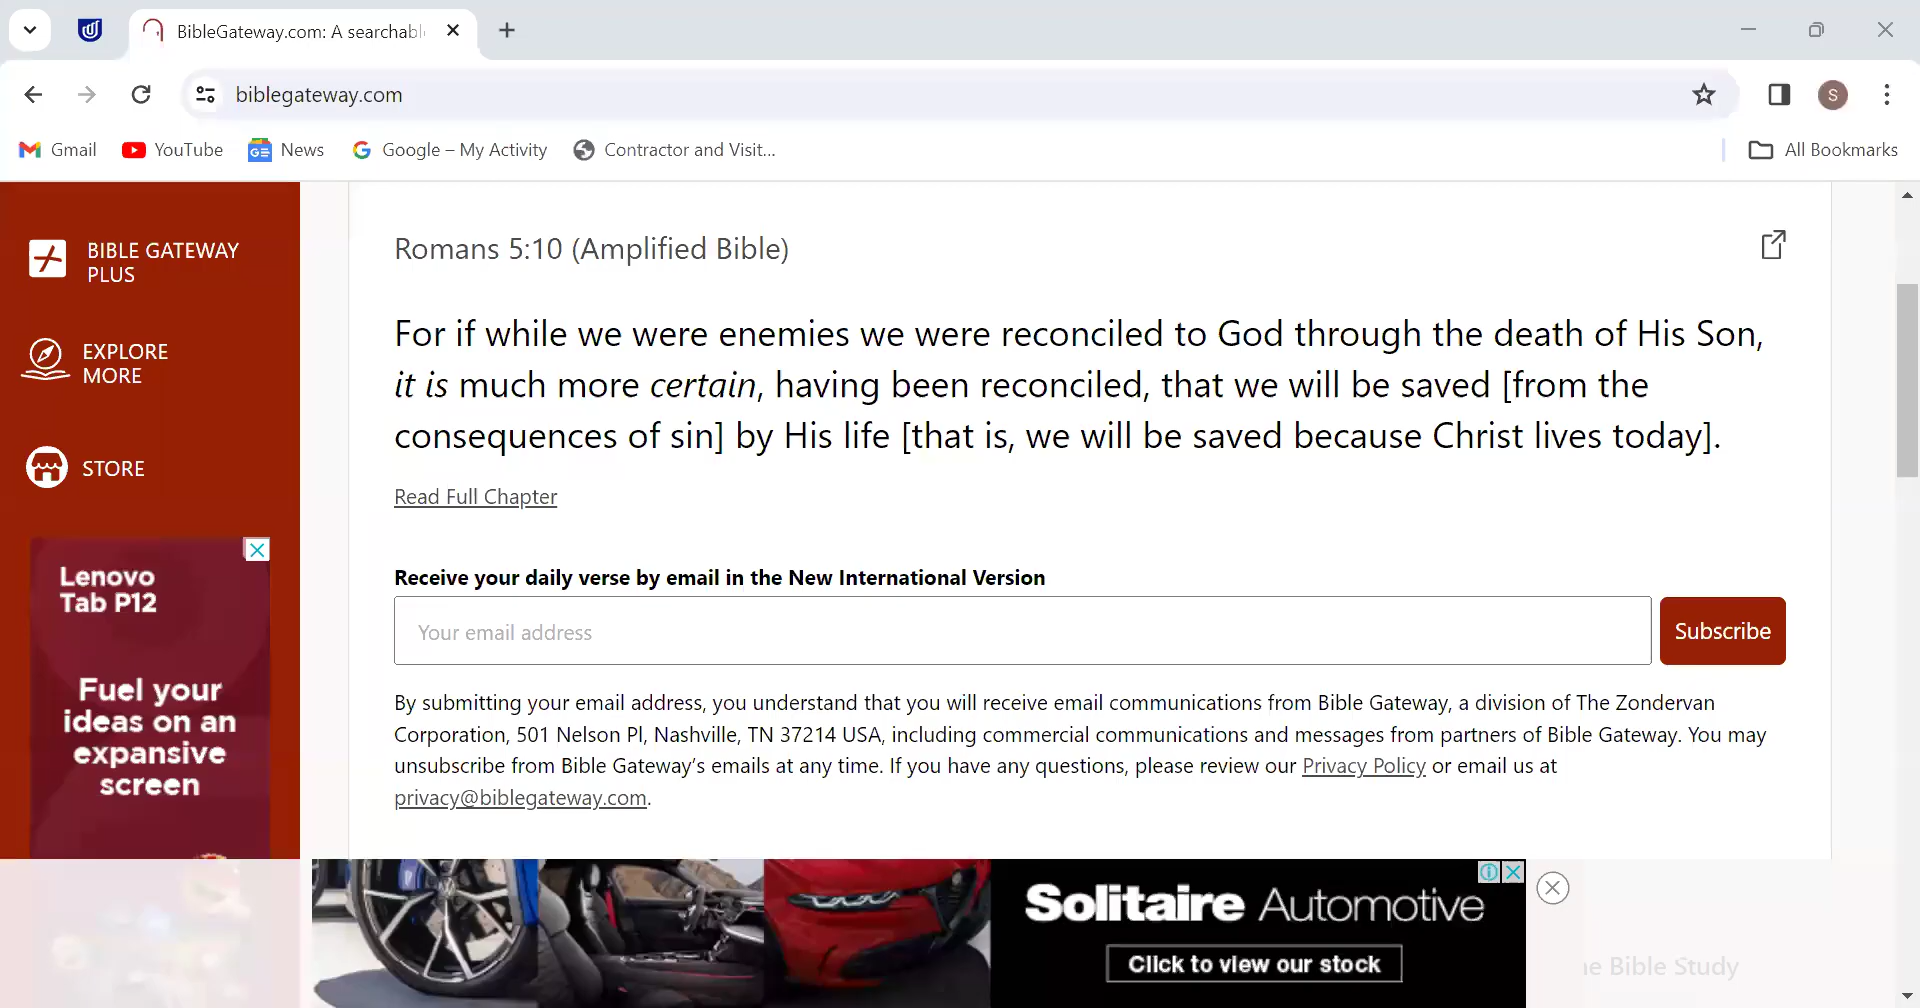 BibleGateway.com: A searchabl
biblegateway.com
S
Gmail
YouTube
News
Google – My Activity
Contractor and Visit...
All Bookmarks
BIBLE GATEWAY
PLUS
EXPLORE
MORE
STORE
Lenovo
Tab P12
Fuel your
ideas on an
expansive
screen
Romans 5:10 (Amplified Bible)
For if while we were enemies we were reconciled to God through the death of His Son,
it is much more certain, having been reconciled, that we will be saved [from the
consequences of sin] by His life [that is, we will be saved because Christ lives today].
Read Full Chapter
Receive your daily verse by email in the New International Version
Your email address
Subscribe
By submitting your email address, you understand that you will receive email communications from Bible Gateway, a division of The Zondervan
Corporation, 501 Nelson Pl, Nashville, TN 37214 USA, including commercial communications and messages from partners of Bible Gateway. You may
unsubscribe from Bible Gateway’s emails at any time. If you have any questions, please review our Privacy Policy or email us at
privacy@biblegateway.com.
Solitaire Automotive
Click to view our stock
Bible Study